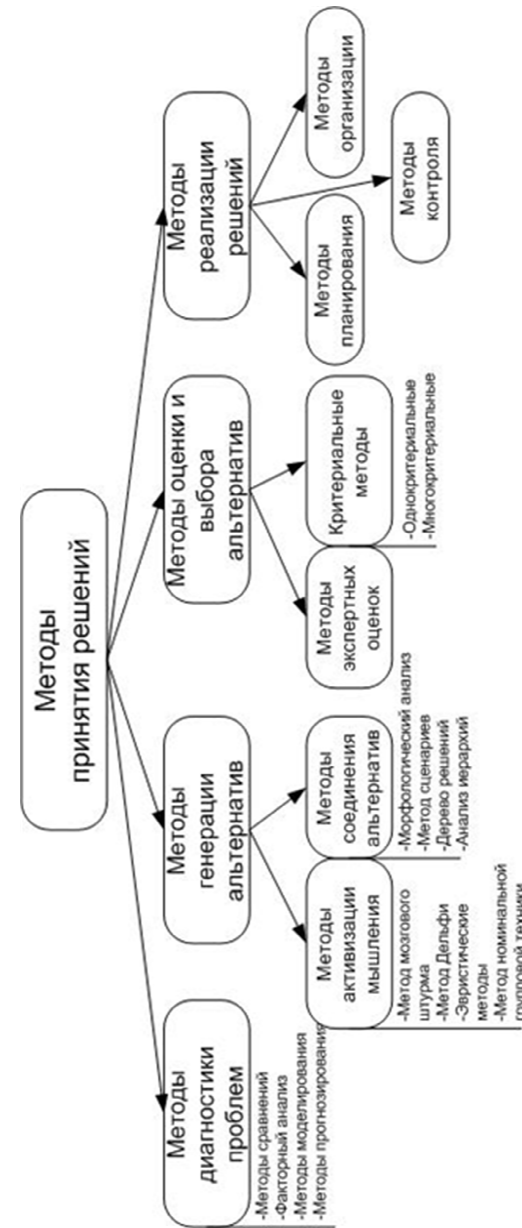 Методы
принятия решений
Методы
диагностики
проблем
-Методы сравнений
-Факторный анализ
-Методы моделирования
-Методы прогнозирования
Методы
генерации
альтернатив
Методы
активизации
мышления
-Метод мозгового
штурма
-Метод Дельфи
-Эвристические
методы
-Метод номинальной
групповой техники
Методы
соединения
альтернатив
-Морфологический анализ
-Метод сценариев
-Дерево решений
-Анализ иерархий
Методы оценки и
выбора
альтернатив
Методы
экспертных
оценок
Критериальные
методы
-Однокритериальные
-Многокритериальные
Методы
реализации
решений
Методы
планирования
Методы
организации
Методы
контроля